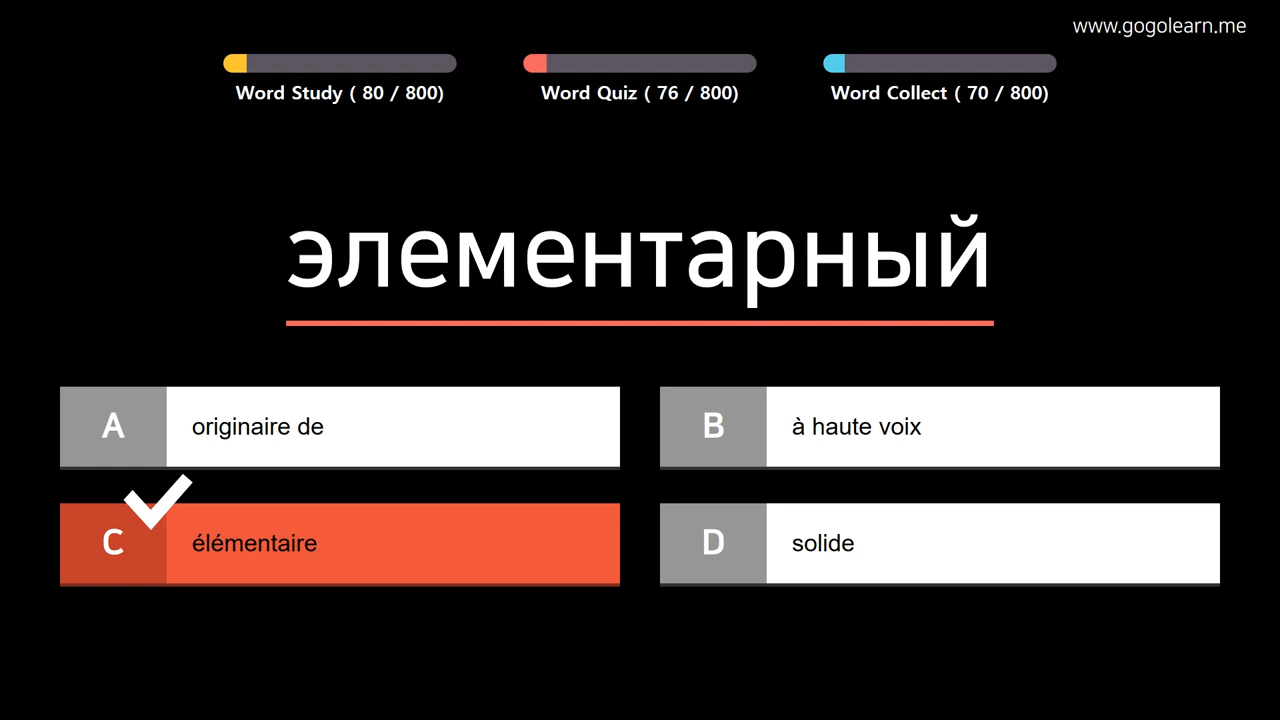 www.gogolearn.me
Word Study ( 80 / 800)
Word Quiz ( 76 / 800)
Word Collect ( 70 / 800)
элементарный
A
originaire de
B
à haute voix
C
élémentaire
D
solide